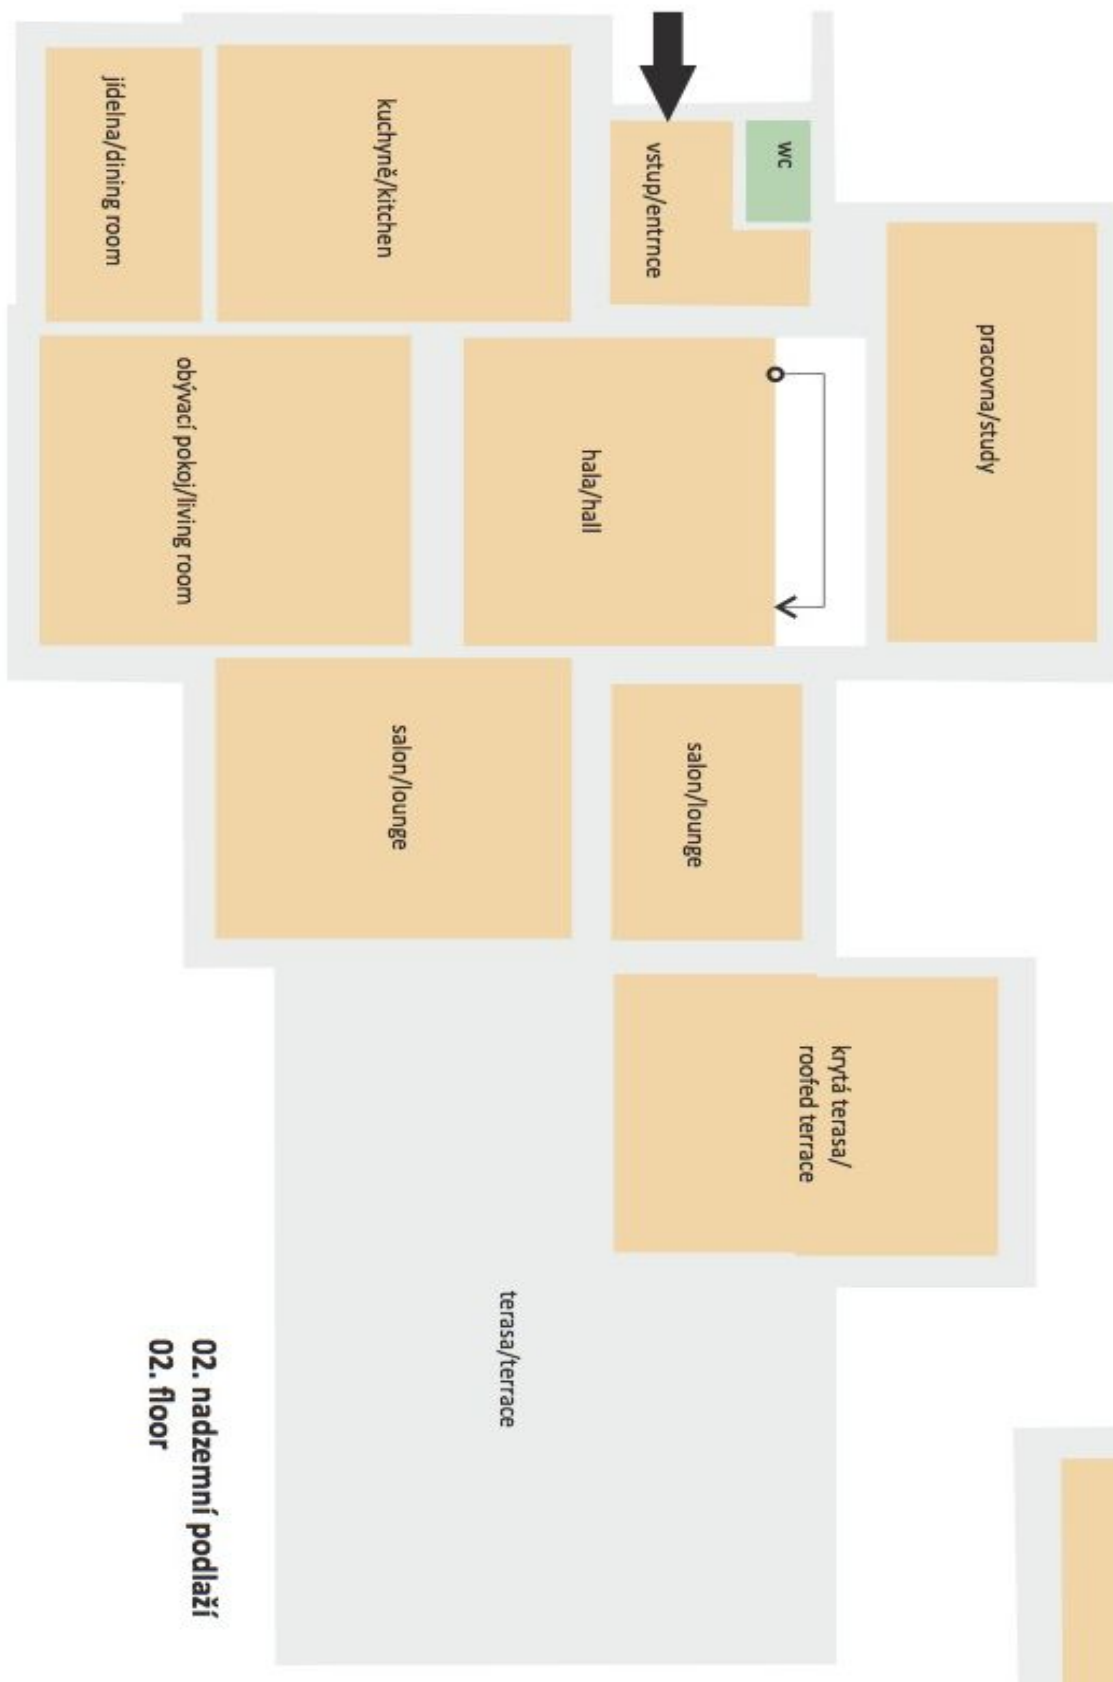 jídelna/dining room
kuchyně/kitchen
vstup/entrnce
wc
pracovna/study
obývací pokoj/living room
hala/hall
salon/lounge
salon/lounge
krytá terasa/
roofed terrace
terasa/terrace
02. nadzemní podlaží
02. floor